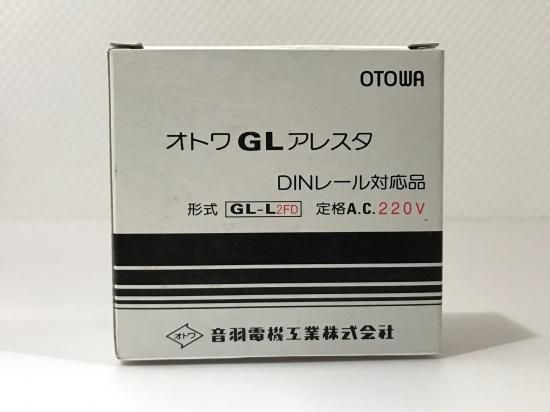 OTOWA
オトワ GL アレスタ
DINレール対応品
形式 GL-L2FD 定格A.C.220V
オトワ 音羽電機工業株式会社